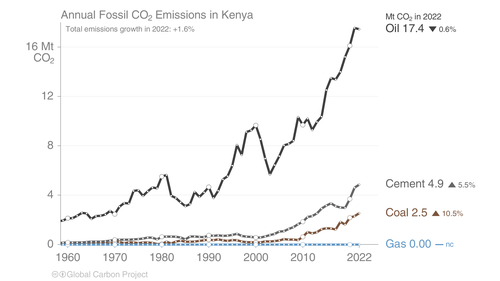 Annual Fossil CO₂ Emissions in Kenya
Total emissions growth in 2022: +1.6%
Mt CO₂ in 2022
Oil 17.4 ▼ 0.6%
16 Mt
CO₂
12
8
4
0
Cement 4.9 ▲ 5.5%
Coal 2.5 ▲ 10.5%
Gas 0.00 — nc
1960 1970 1980 1990 2000 2010 2022
Global Carbon Project